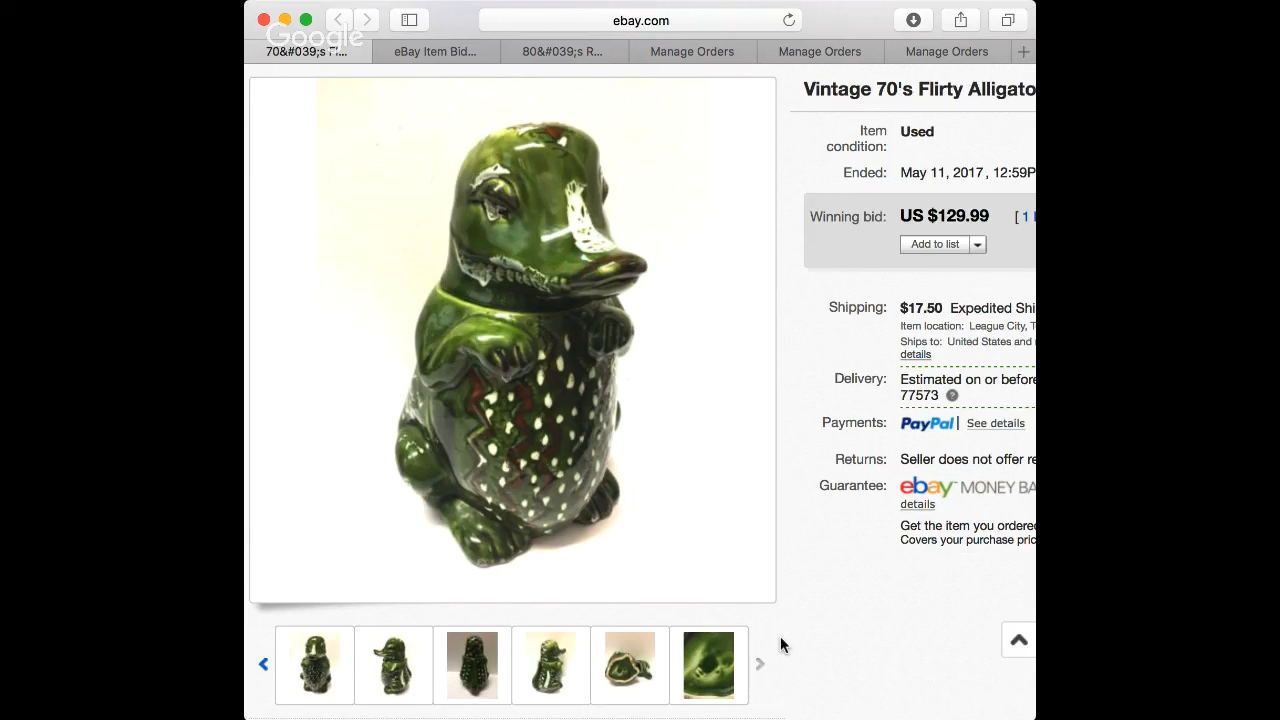 ebay.com
Google
70&#039;s Fl...
eBay Item Bid...
80&#039;s R...
Manage Orders
Manage Orders
Manage Orders
Vintage 70's Flirty Alligato
Item condition: Used
Ended: May 11, 2017 , 12:59P
Winning bid: US $129.99 [ 1
Add to list
Shipping: $17.50 Expedited Shi
Item location: League City, T
Ships to: United States and
details
Delivery: Estimated on or before
77573 ?
Payments: PayPal | See details
Returns: Seller does not offer re
Guarantee: ebay MONEY BA
details
Get the item you ordered
Covers your purchase pric